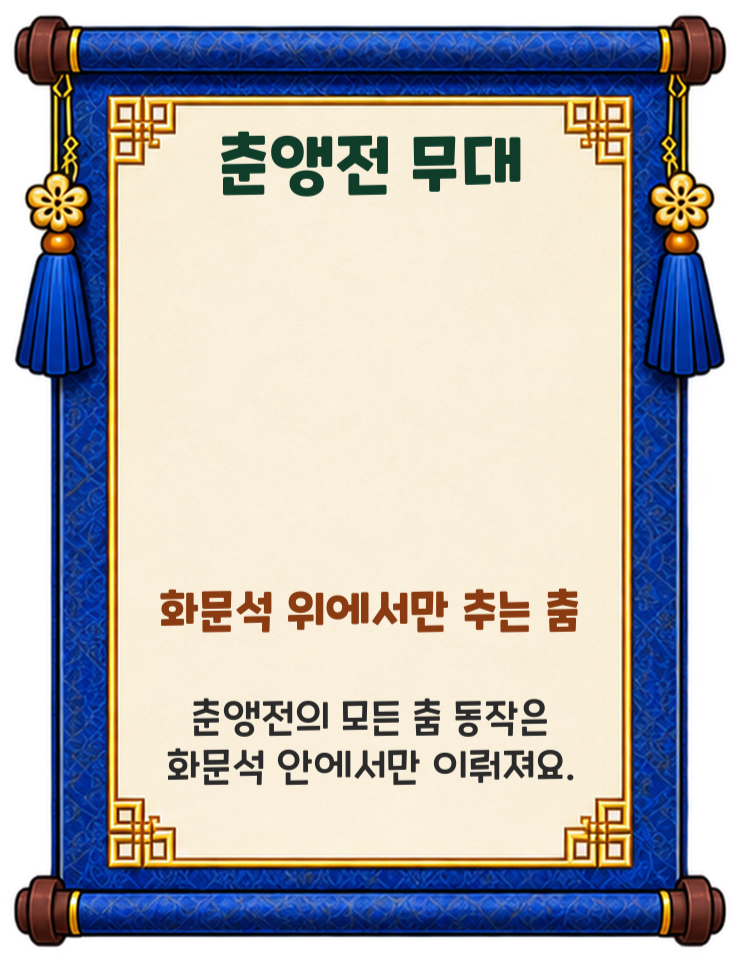 춘앵전 무대
화문석 위에서만 추는 춤
춘앵전의 모든 춤 동작은
화문석 안에서만 이뤄져요.